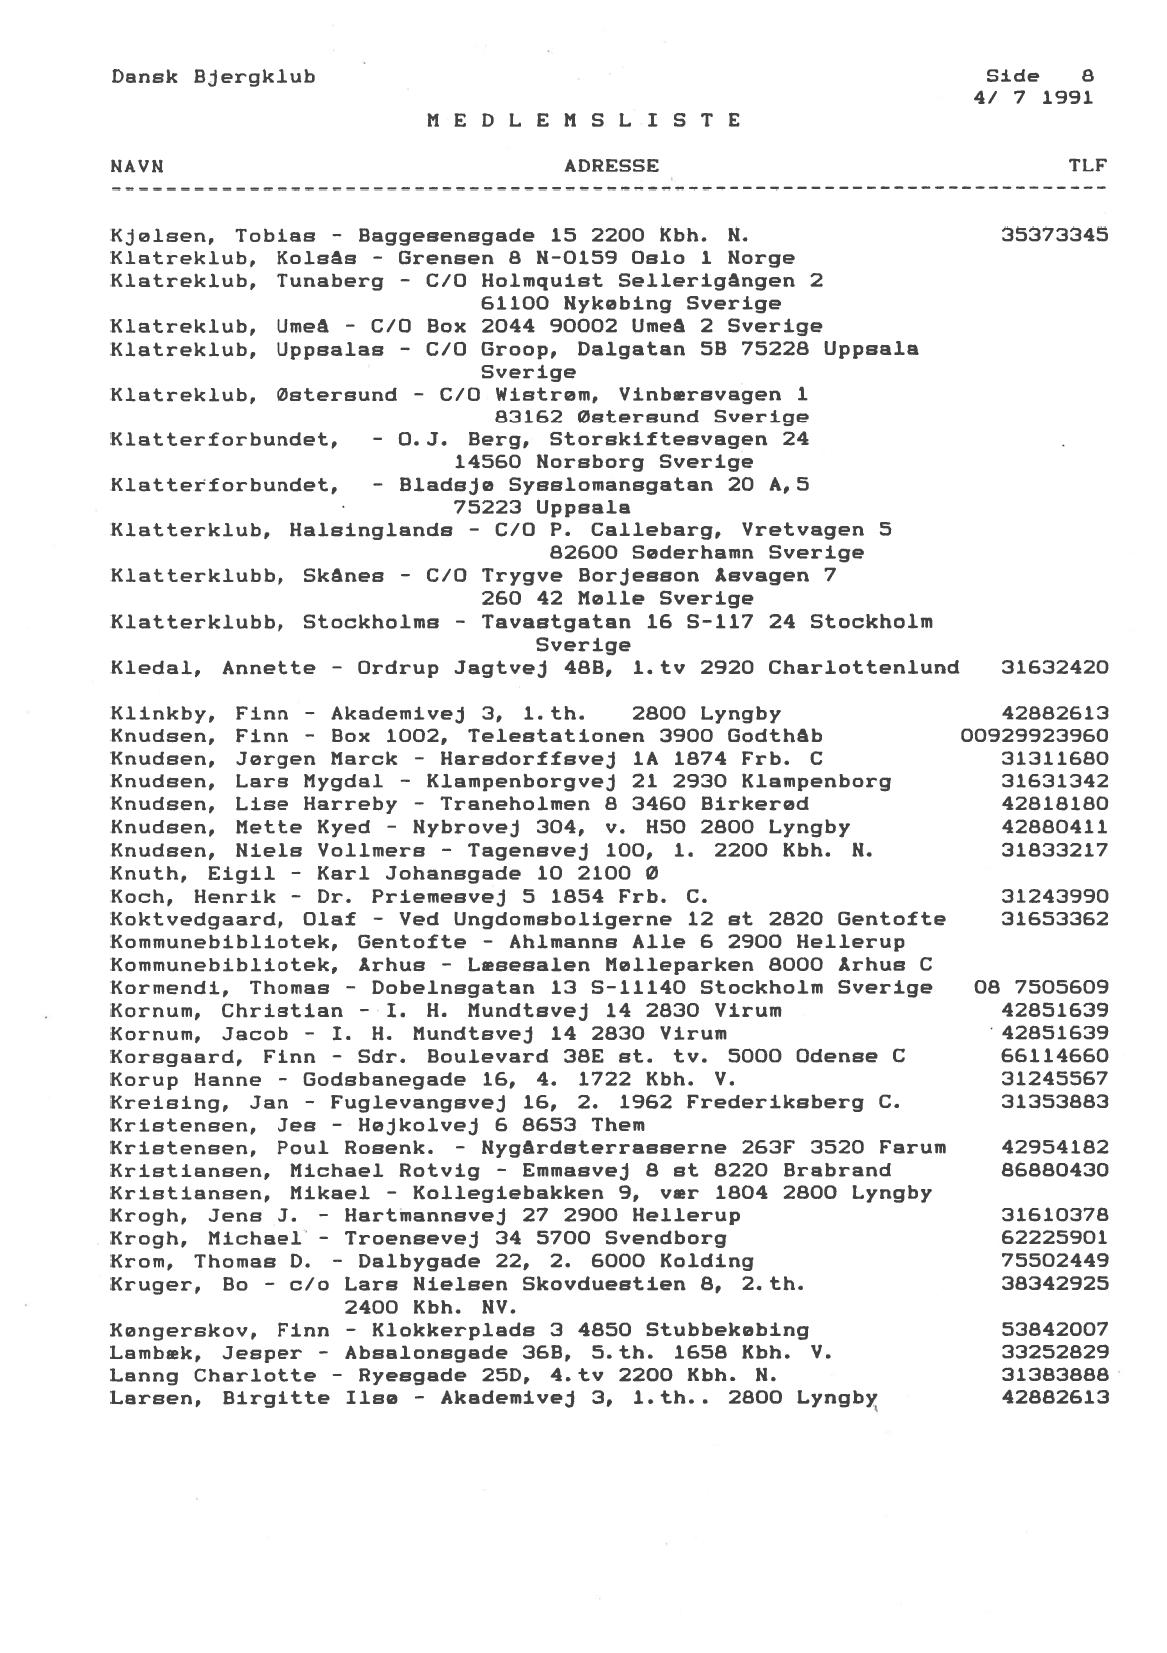 Dansk Bjergklub Side 8
4/ 7 1991
M E D L E M S L I S T E
NAVN ADRESSE TLF
-------------------------------------------------------------------------
Kjølsen, Tobias - Baggesensgade 15 2200 Kbh. N. 35373345
Klatreklub, Kolsås - Grensen 8 N-0159 Oslo 1 Norge
Klatreklub, Tunaberg - C/O Holmquist Sellerigången 2
61100 Nykøbing Sverige
Klatreklub, Umeå - C/O Box 2044 90002 Umeå 2 Sverige
Klatreklub, Uppsalas - C/O Groop, Dalgatan 5B 75228 Uppsala
Sverige
Klatreklub, Østersund - C/O Wistrøm, Vinbærsvagen 1
83162 Østersund Sverige
Klatterforbundet, - O.J. Berg, Storskiftesvagen 24
14560 Norsborg Sverige
Klatterforbundet, - Bladsjø Sysslomansgatan 20 A,5
75223 Uppsala
Klatterklub, Halsinglands - C/O P. Callebarg, Vretvagen 5
82600 Søderhamn Sverige
Klatterklubb, Skånes - C/O Trygve Borjesson Åsvagen 7
260 42 Mølle Sverige
Klatterklubb, Stockholms - Tavastgatan 16 S-117 24 Stockholm
Sverige
Kledal, Annette - Ordrup Jagtvej 48B, 1.tv 2920 Charlottenlund 31632420
Klinkby, Finn - Akademivej 3, 1.th. 2800 Lyngby 42882613
Knudsen, Finn - Box 1002, Telestationen 3900 Godthåb 00929923960
Knudsen, Jørgen Marck - Harsdorffsvej 1A 1874 Frb. C 31311680
Knudsen, Lars Mygdal - Klampenborgvej 21 2930 Klampenborg 31631342
Knudsen, Lise Harreby - Traneholmen 8 3460 Birkerød 42818180
Knudsen, Mette Kyed - Nybrovej 304, v. H50 2800 Lyngby 42880411
Knudsen, Niels Vollmers - Tagensvej 100, 1. 2200 Kbh. N. 31833217
Knuth, Eigil - Karl Johansgade 10 2100 Ø
Koch, Henrik - Dr. Priemesvej 5 1854 Frb. C. 31243990
Koktvedgaard, Olaf - Ved Ungdomsboligerne 12 st 2820 Gentofte 31653362
Kommunebibliotek, Gentofte - Ahlmanns Alle 6 2900 Hellerup
Kommunebibliotek, Århus - Læsesalen Mølleparken 8000 Århus C
Kormendi, Thomas - Dobelnsgatan 13 S-11140 Stockholm Sverige 08 7505609
Kornum, Christian - I. H. Mundtsvej 14 2830 Virum 42851639
Kornum, Jacob - I. H. Mundtsvej 14 2830 Virum 42851639
Korsgaard, Finn - Sdr. Boulevard 38E st. tv. 5000 Odense C 66114660
Korup Hanne - Godsbanegade 16, 4. 1722 Kbh. V. 31245567
Kreising, Jan - Fuglevangsvej 16, 2. 1962 Frederiksberg C. 31353883
Kristensen, Jes - Højkolvej 6 8653 Them
Kristensen, Poul Rosenk. - Nygårdsterrasserne 263F 3520 Farum 42954182
Kristiansen, Michael Rotvig - Emmasvej 8 st 8220 Brabrand 86880430
Kristiansen, Mikael - Kollegiebakken 9, vær 1804 2800 Lyngby
Krogh, Jens J. - Hartmannsvej 27 2900 Hellerup 31610378
Krogh, Michael - Troensevej 34 5700 Svendborg 62225901
Krom, Thomas D. - Dalbygade 22, 2. 6000 Kolding 75502449
Kruger, Bo - c/o Lars Nielsen Skovduestien 8, 2.th. 38342925
2400 Kbh. NV.
Køngerskov, Finn - Klokkerplads 3 4850 Stubbekøbing 53842007
Lambæk, Jesper - Absalonsgade 36B, 5.th. 1658 Kbh. V. 33252829
Lanng Charlotte - Ryesgade 25D, 4.tv 2200 Kbh. N. 31383888
Larsen, Birgitte Ilsø - Akademivej 3, 1.th.. 2800 Lyngby 42882613